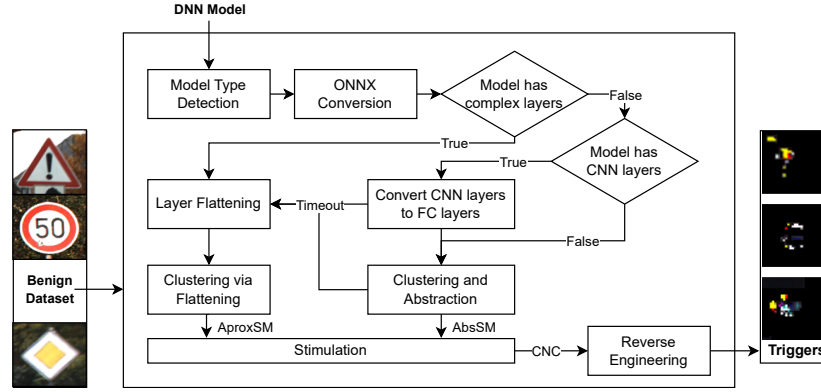 DNN Model
Model Type
Detection
ONNX
Conversion
Model has
complex layers
False
True
Model has
CNN layers
True
Layer Flattening
Timeout
Convert CNN layers
to FC layers
False
50
Benign
Dataset
Clustering via
Flattening
Clustering and
Abstraction
AproxSM
AbsSM
Stimulation
CNC
Reverse
Engineering
Triggers